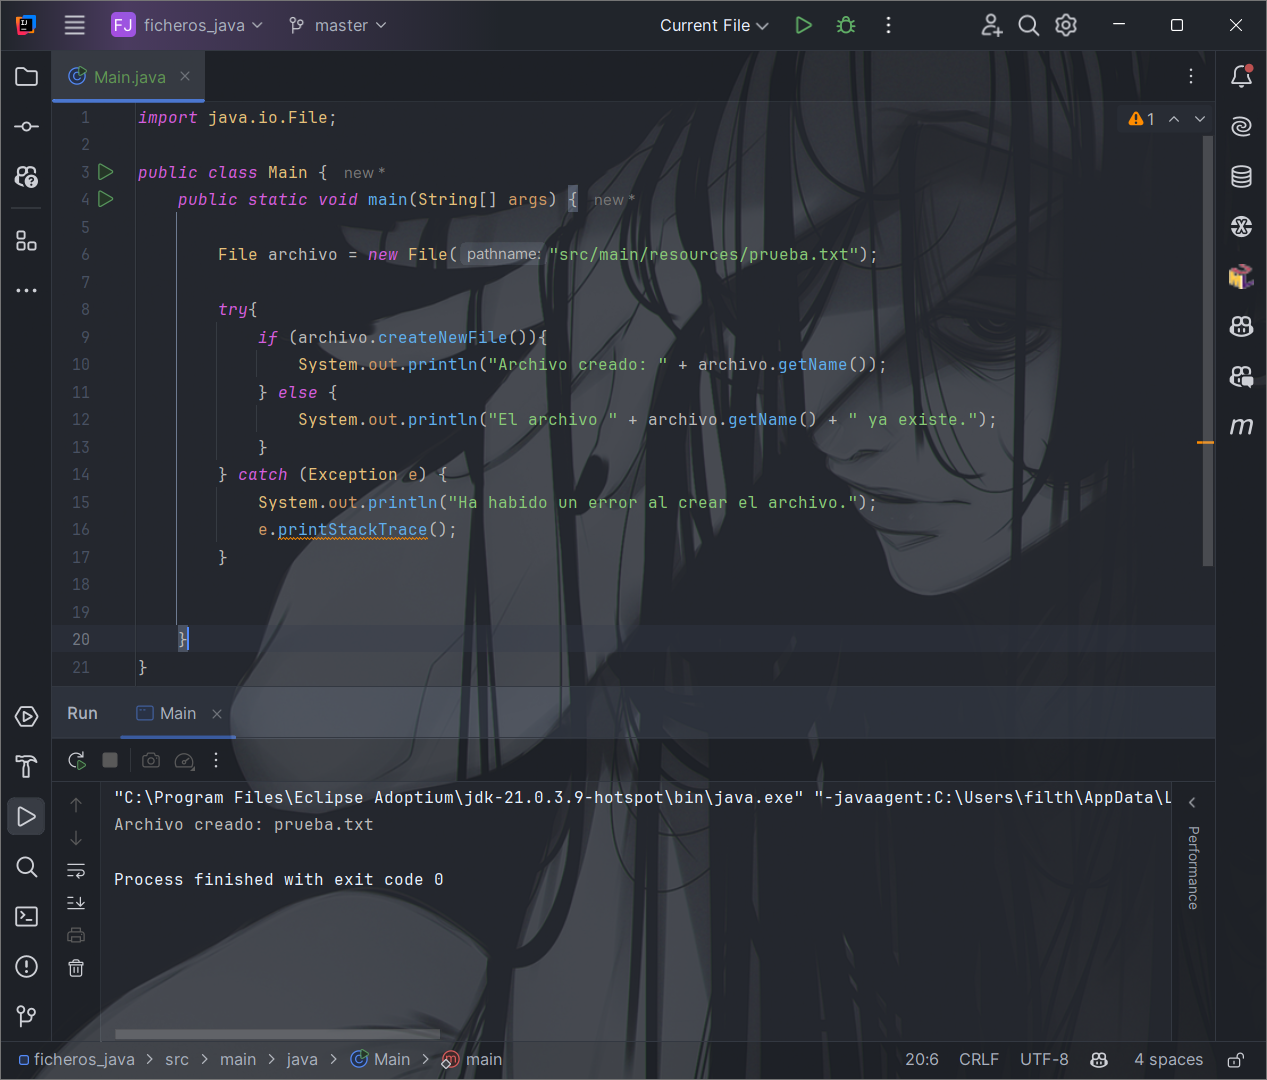 FJ ficheros_java master Current File
Main.java
1 import java.io.File;
2
3 public class Main { new *
4 public static void main(String[] args) { new *
5
6 File archivo = new File( pathname: "src/main/resources/prueba.txt");
7
8 try{
9 if (archivo.createNewFile()){
10 System.out.println("Archivo creado: " + archivo.getName());
11 } else {
12 System.out.println("El archivo " + archivo.getName() + " ya existe.");
13 }
14 } catch (Exception e) {
15 System.out.println("Ha habido un error al crear el archivo.");
16 e.printStackTrace();
17 }
18
19
20 }
21 }
1
m
Run Main
"C:\Program Files\Eclipse Adoptium\jdk-21.0.3.9-hotspot\bin\java.exe" "-javaagent:C:\Users\filth\AppData\L
Archivo creado: prueba.txt
Process finished with exit code 0
Performance
ficheros_java > src > main > java > Main > m main
20:6 CRLF UTF-8 4 spaces